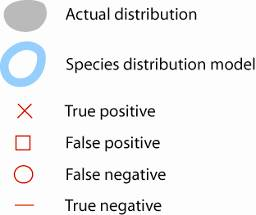 Actual distribution
Species distribution model
True positive
False positive
False negative
True negative